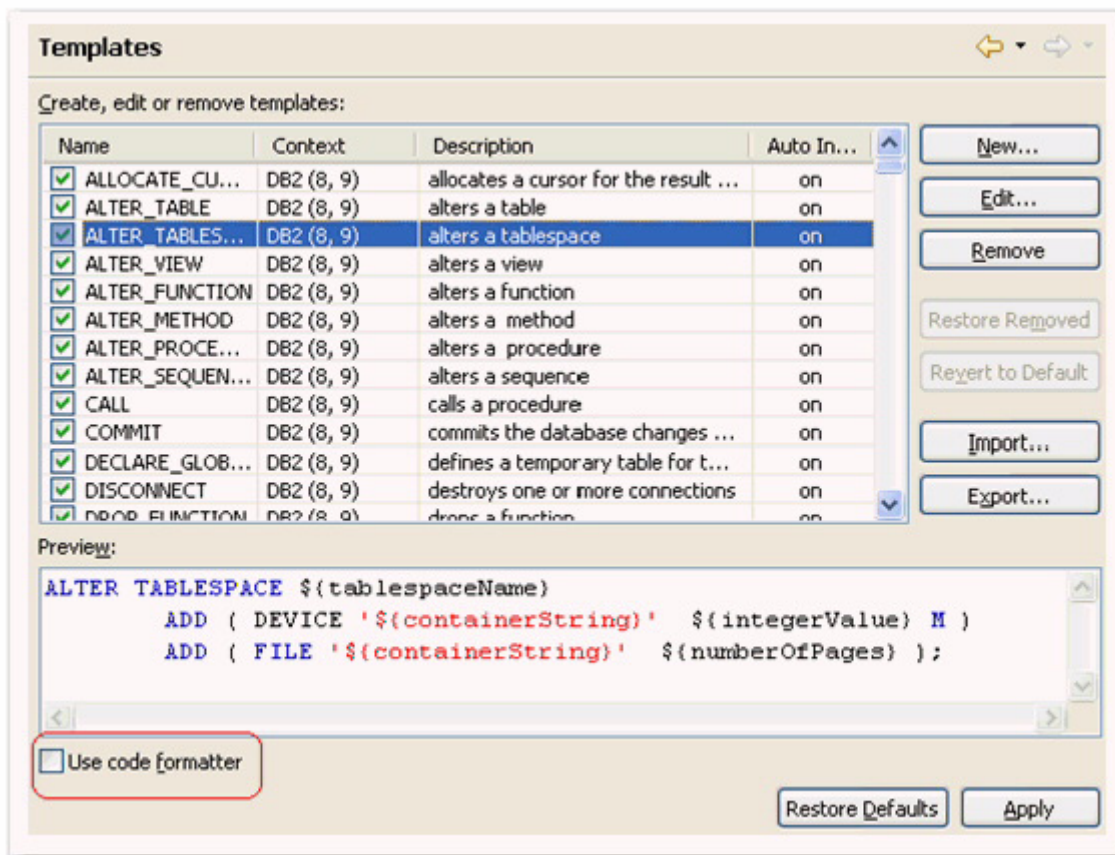 Templates
Create, edit or remove templates:
Name Context Description Auto In...
ALLOCATE_CU... DB2 (8, 9) allocates a cursor for the result ... on
ALTER_TABLE DB2 (8, 9) alters a table on
ALTER_TABLES... DB2 (8, 9) alters a tablespace on
ALTER_VIEW DB2 (8, 9) alters a view on
ALTER_FUNCTION DB2 (8, 9) alters a function on
ALTER_METHOD DB2 (8, 9) alters a method on
ALTER_PROCE... DB2 (8, 9) alters a procedure on
ALTER_SEQUEN... DB2 (8, 9) alters a sequence on
CALL DB2 (8, 9) calls a procedure on
COMMIT DB2 (8, 9) commits the database changes ... on
DECLARE_GLOB... DB2 (8, 9) defines a temporary table for t... on
DISCONNECT DB2 (8, 9) destroys one or more connections on
DROP_FUNCTION DB2 (8, 9) drops a function on
New...
Edit...
Remove
Restore Removed
Revert to Default
Import...
Export...
Preview:
ALTER TABLESPACE ${tablespaceName}
ADD ( DEVICE '${containerString}' ${integerValue} M )
ADD ( FILE '${containerString}' ${numberOfPages} );
Use code formatter
Restore Defaults
Apply